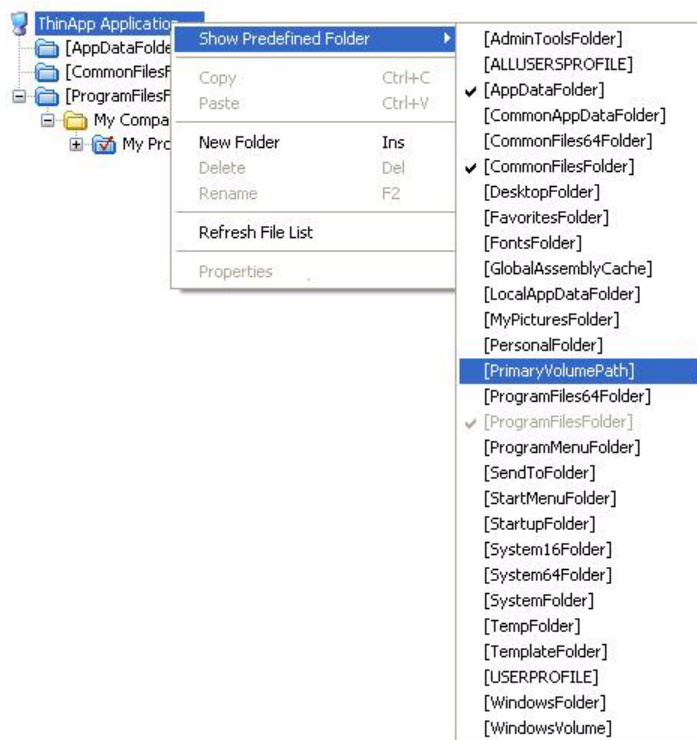 ThinApp Application
[AppDataFolde
[CommonFilesF
[ProgramFilesF
My Compa
My Pro
Show Predefined Folder
Copy Ctrl+C
Paste Ctrl+V
New Folder Ins
Delete Del
Rename F2
Refresh File List
Properties
[AdminToolsFolder]
[ALLUSERSPROFILE]
[AppDataFolder]
[CommonAppDataFolder]
[CommonFiles64Folder]
[CommonFilesFolder]
[DesktopFolder]
[FavoritesFolder]
[FontsFolder]
[GlobalAssemblyCache]
[LocalAppDataFolder]
[MyPicturesFolder]
[PersonalFolder]
[PrimaryVolumePath]
[ProgramFiles64Folder]
[ProgramFilesFolder]
[ProgramMenuFolder]
[SendToFolder]
[StartMenuFolder]
[StartupFolder]
[System16Folder]
[System64Folder]
[SystemFolder]
[TempFolder]
[TemplateFolder]
[USERPROFILE]
[WindowsFolder]
[WindowsVolume]